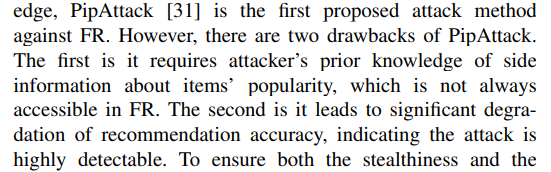 edge, PipAttack [31] is the first proposed attack method
against FR. However, there are two drawbacks of PipAttack.
The first is it requires attacker's prior knowledge of side
information about items' popularity, which is not always
accessible in FR. The second is it leads to significant degra-
dation of recommendation accuracy, indicating the attack is
highly detectable. To ensure both the stealthiness and the